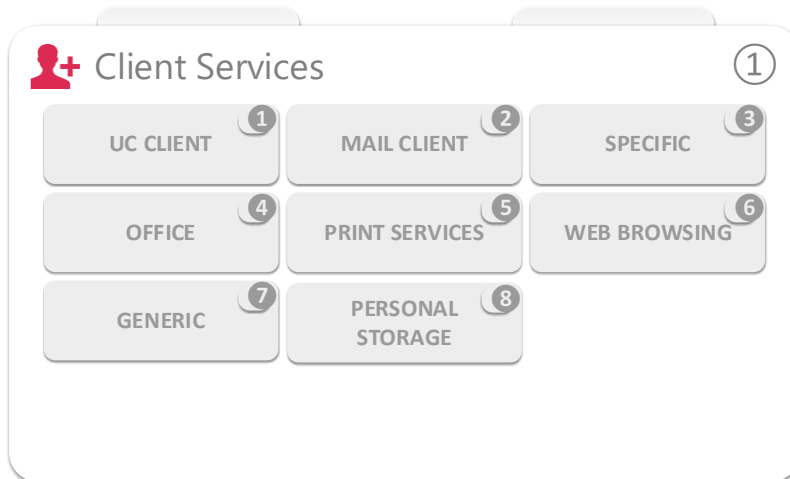 Client Services ①
UC CLIENT 1
MAIL CLIENT 2
SPECIFIC 3
OFFICE 4
PRINT SERVICES 5
WEB BROWSING 6
GENERIC 7
PERSONAL 8
STORAGE